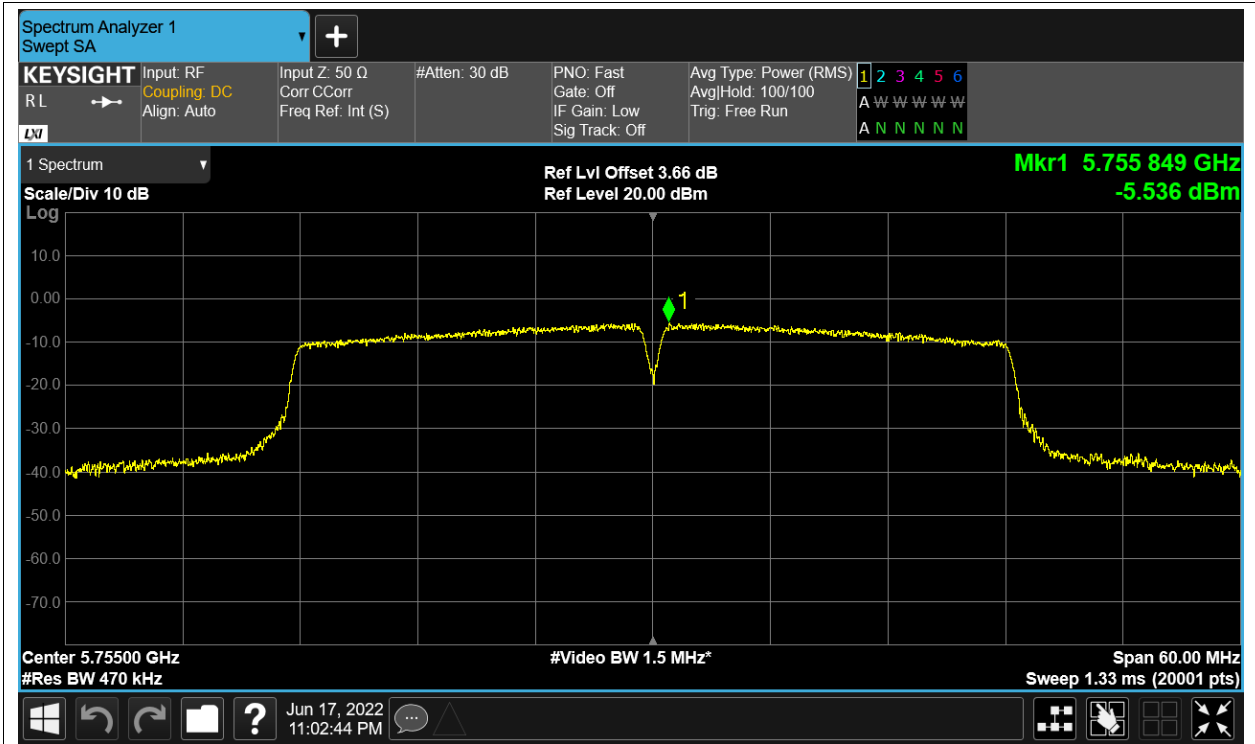 Spectrum Analyzer 1
Swept SA
KEYSIGHT
R L
LXI
Input: RF
Coupling: DC
Align: Auto
Input Z: 50 Ω
Corr CCorr
Freq Ref: Int (S)
#Atten: 30 dB
PNO: Fast
Gate: Off
IF Gain: Low
Sig Track: Off
Avg Type: Power (RMS)
Avg|Hold: 100/100
Trig: Free Run
1 2 3 4 5 6
A W W W W W
A N N N N N
1 Spectrum
Scale/Div 10 dB
Log
Ref Lvl Offset 3.66 dB
Ref Level 20.00 dBm
Mkr1 5.755 849 GHz
-5.536 dBm
10.0
0.00
-10.0
-20.0
-30.0
-40.0
-50.0
-60.0
-70.0
1
Center 5.75500 GHz
#Res BW 470 kHz
#Video BW 1.5 MHz*
Span 60.00 MHz
Sweep 1.33 ms (20001 pts)
?
Jun 17, 2022
11:02:44 PM